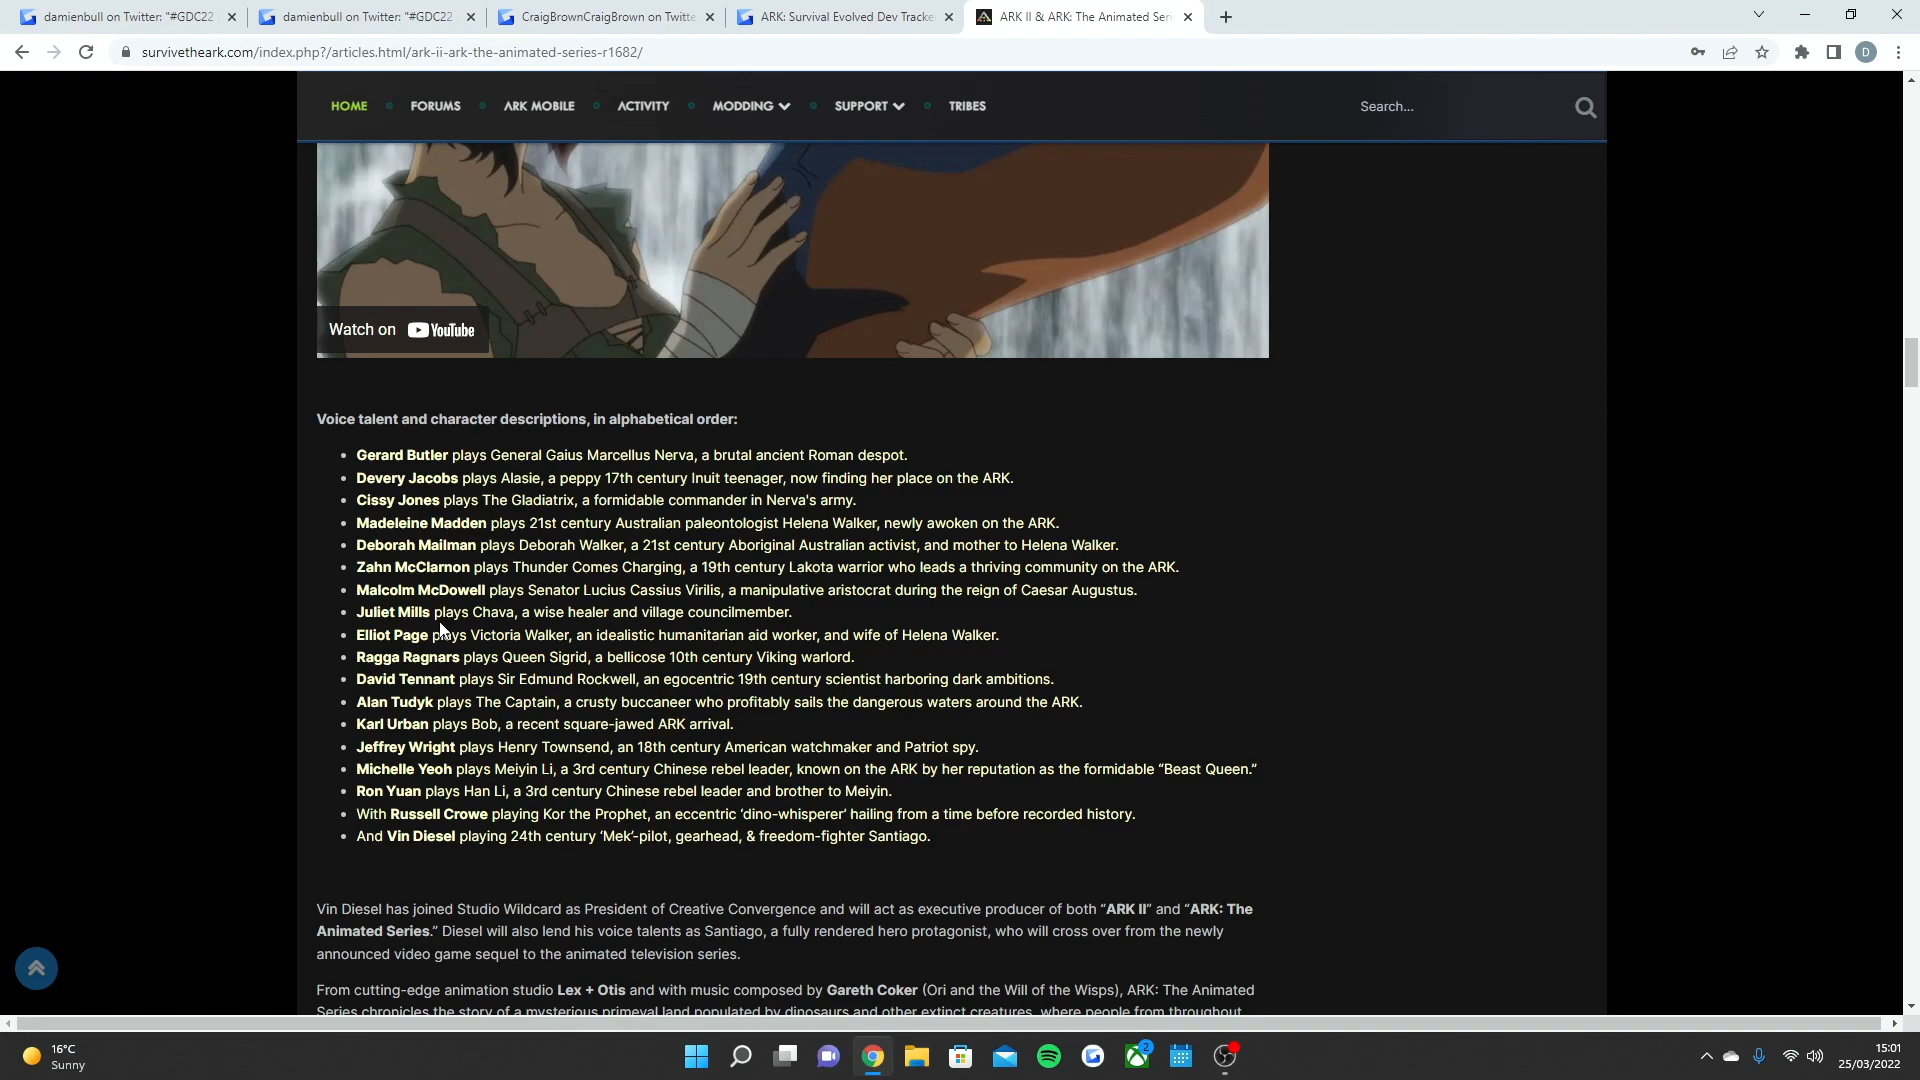 damienbull on Twitter: "#GDC22
damienbull on Twitter: "#GDC22
CraigBrownCraigBrown on Twitte
ARK: Survival Evolved Dev Tracke
ARK II & ARK: The Animated Seri
survivetheark.com/index.php?/articles.html/ark-ii-ark-the-animated-series-r1682/
D
HOME
FORUMS
ARK MOBILE
ACTIVITY
MODDING
SUPPORT
TRIBES
Search...
Watch on YouTube
Voice talent and character descriptions, in alphabetical order:
Gerard Butler plays General Gaius Marcellus Nerva, a brutal ancient Roman despot.
Devery Jacobs plays Alasie, a peppy 17th century Inuit teenager, now finding her place on the ARK.
Cissy Jones plays The Gladiatrix, a formidable commander in Nerva's army.
Madeleine Madden plays 21st century Australian paleontologist Helena Walker, newly awoken on the ARK.
Deborah Mailman plays Deborah Walker, a 21st century Aboriginal Australian activist, and mother to Helena Walker.
Zahn McClarnon plays Thunder Comes Charging, a 19th century Lakota warrior who leads a thriving community on the ARK.
Malcolm McDowell plays Senator Lucius Cassius Virilis, a manipulative aristocrat during the reign of Caesar Augustus.
Juliet Mills plays Chava, a wise healer and village councilmember.
Elliot Page plays Victoria Walker, an idealistic humanitarian aid worker, and wife of Helena Walker.
Ragga Ragnars plays Queen Sigrid, a bellicose 10th century Viking warlord.
David Tennant plays Sir Edmund Rockwell, an egocentric 19th century scientist harboring dark ambitions.
Alan Tudyk plays The Captain, a crusty buccaneer who profitably sails the dangerous waters around the ARK.
Karl Urban plays Bob, a recent square-jawed ARK arrival.
Jeffrey Wright plays Henry Townsend, an 18th century American watchmaker and Patriot spy.
Michelle Yeoh plays Meiyin Li, a 3rd century Chinese rebel leader, known on the ARK by her reputation as the formidable “Beast Queen.”
Ron Yuan plays Han Li, a 3rd century Chinese rebel leader and brother to Meiyin.
With Russell Crowe playing Kor the Prophet, an eccentric ‘dino-whisperer’ hailing from a time before recorded history.
And Vin Diesel playing 24th century ‘Mek’-pilot, gearhead, & freedom-fighter Santiago.
Vin Diesel has joined Studio Wildcard as President of Creative Convergence and will act as executive producer of both “ARK II” and “ARK: The
Animated Series.” Diesel will also lend his voice talents as Santiago, a fully rendered hero protagonist, who will cross over from the newly
announced video game sequel to the animated television series.
From cutting-edge animation studio Lex + Otis and with music composed by Gareth Coker (Ori and the Will of the Wisps), ARK: The Animated
Series chronicles the story of a mysterious primeval land populated by dinosaurs and other extinct creatures, where people from throughout
16°C
Sunny
2
15:01
25/03/2022